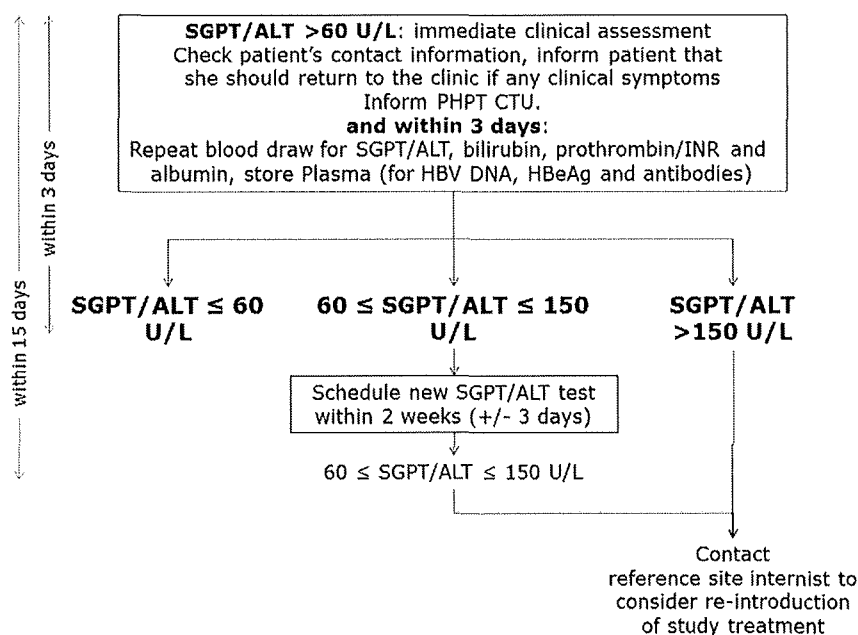 SGPT/ALT >60 U/L: immediate clinical assessment
Check patient's contact information, inform patient that
she should return to the clinic if any clinical symptoms
Inform PHPT CTU.
and within 3 days:
Repeat blood draw for SGPT/ALT, bilirubin, prothrombin/INR and
albumin, store Plasma (for HBV DNA, HBeAg and antibodies)
within 3 days
within 15 days
SGPT/ALT ≤ 60
U/L
60 ≤ SGPT/ALT ≤ 150
U/L
SGPT/ALT
>150 U/L
Schedule new SGPT/ALT test
within 2 weeks (+/- 3 days)
60 ≤ SGPT/ALT ≤ 150 U/L
Contact
reference site internist to
consider re-introduction
of study treatment